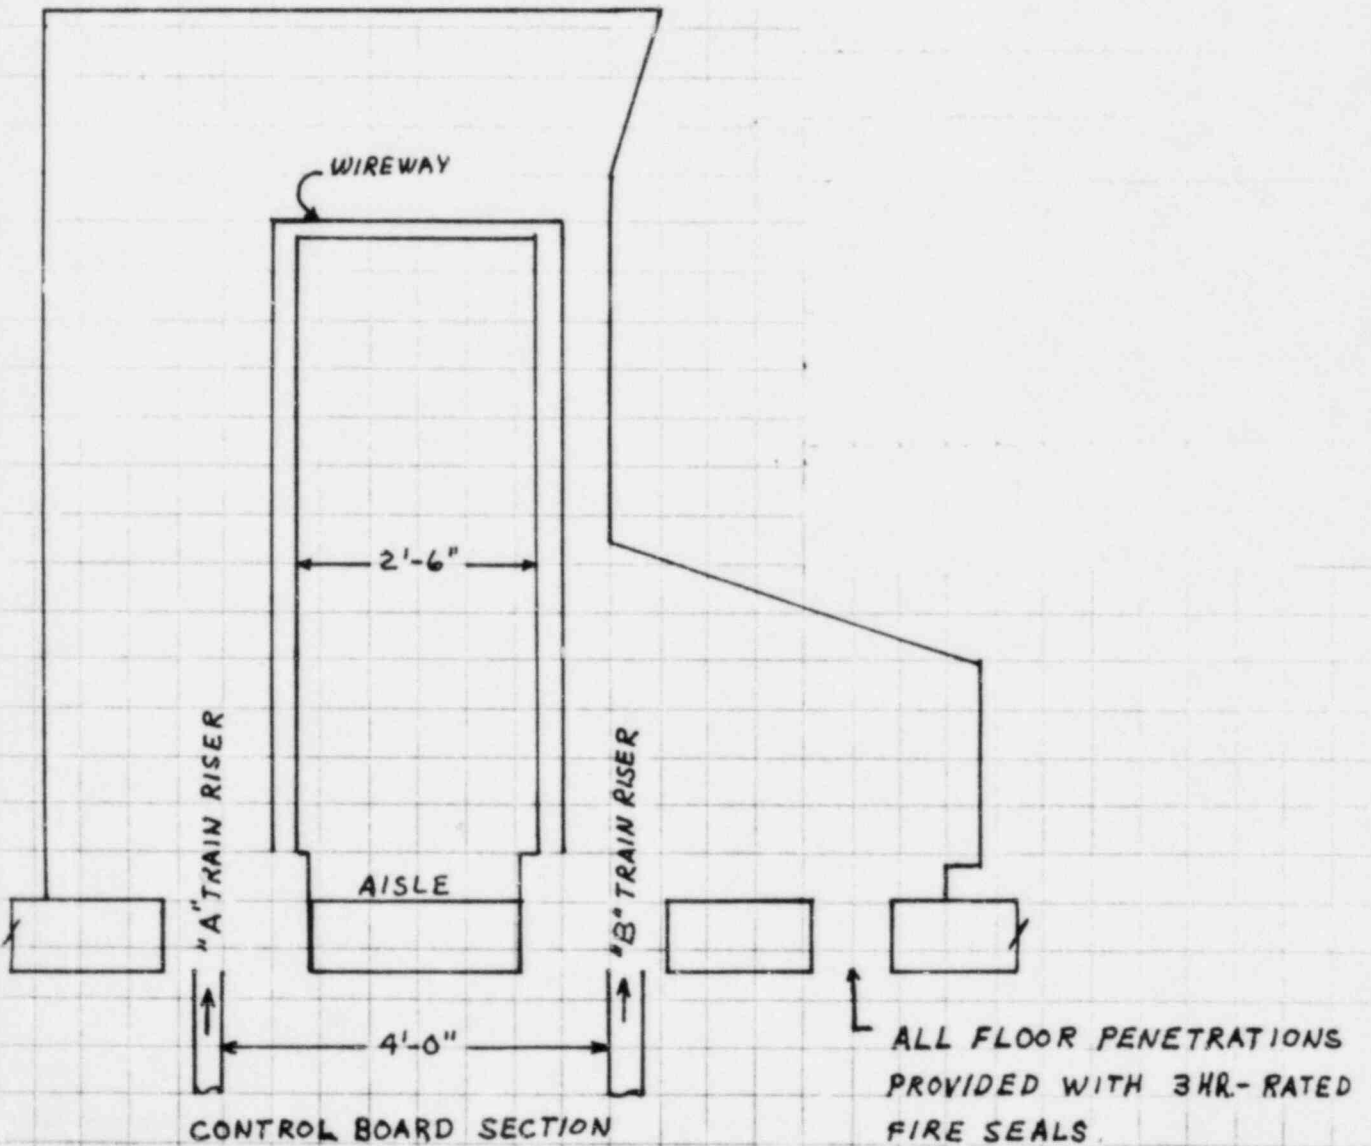 WIREWAY
2'-6"
"A" TRAIN RISER
"B" TRAIN RISER
AISLE
4'-0"
ALL FLOOR PENETRATIONS
PROVIDED WITH 3HR-RATED
FIRE SEALS.
CONTROL BOARD SECTION